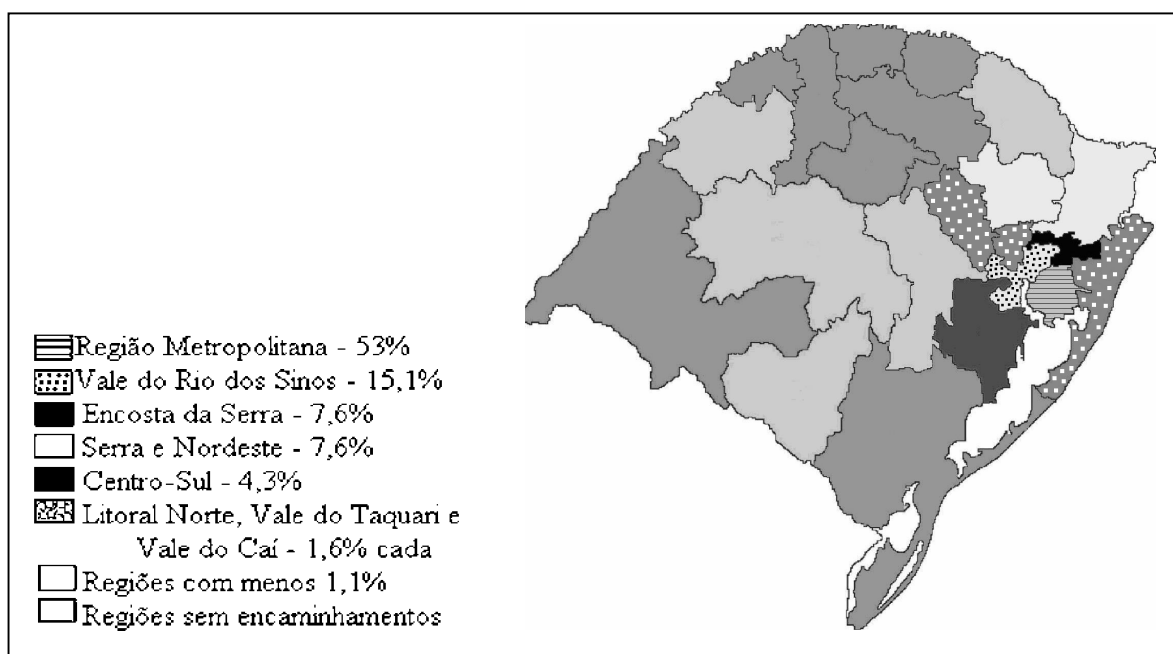 Região Metropolitana - 53%
Vale do Rio dos Sinos - 15,1%
Encosta da Serra - 7,6%
Serra e Nordeste - 7,6%
Centro-Sul - 4,3%
Litoral Norte, Vale do Taquari e
Vale do Caí - 1,6% cada
Regiões com menos 1,1%
Regiões sem encaminhamentos